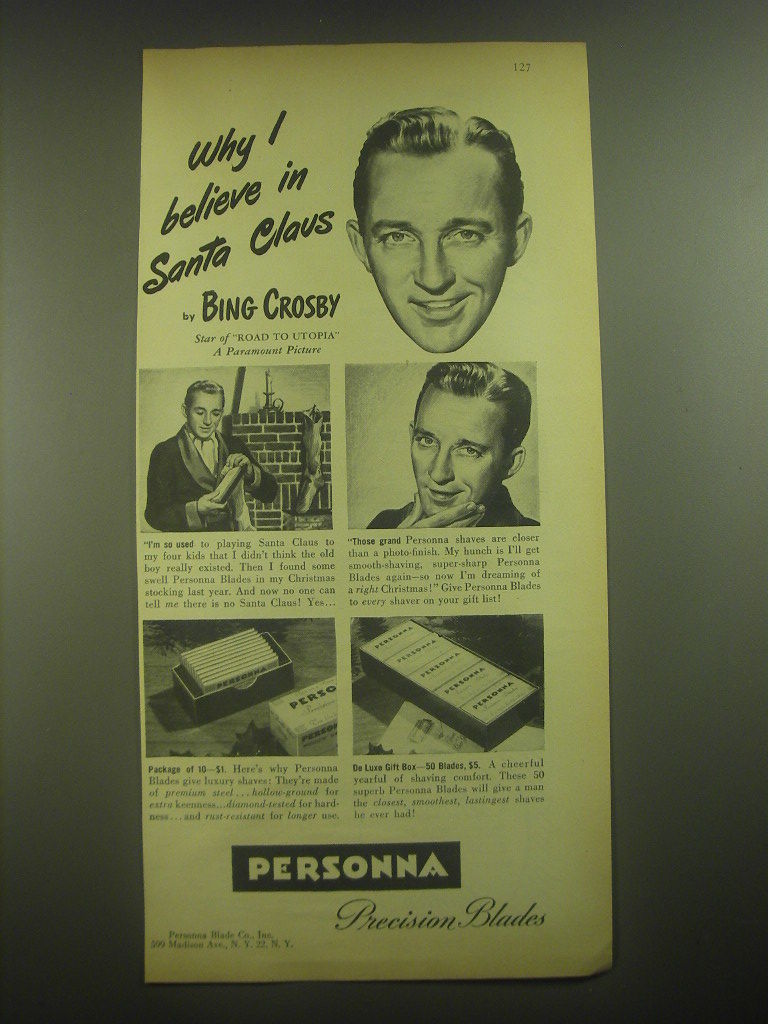 127
Why I
believe in
Santa Claus
by BING CROSBY
Star of "ROAD TO UTOPIA"
A Paramount Picture
"I'm so used to playing Santa Claus to
my four kids that I didn't think the old
boy really existed. Then I found some
swell Personna Blades in my Christmas
stocking last year. And now no one can
tell me there is no Santa Claus! Yes...
"Those grand Personna shaves are closer
than a photo-finish. My hunch is I'll get
smooth-shaving, super-sharp Personna
Blades again—so now I'm dreaming of
a right Christmas!" Give Personna Blades
to every shaver on your gift list!
PERSONNA
PERSO
PERSONNA
PERSONNA
PERSONNA
PERSONNA
PERSONNA
Package of 10—$1. Here's why Personna
Blades give luxury shaves: They're made
of premium steel...hollow-ground for
extra keenness...diamond-tested for hard-
ness...and rust-resistant for longer use.
De Luxe Gift Box—50 Blades, $5. A cheerful
yearful of shaving comfort. These 50
superb Personna Blades will give a man
the closest, smoothest, lastingest shaves
he ever had!
PERSONNA
Precision Blades
Personna Blade Co., Inc.
599 Madison Ave., N. Y. 22, N. Y.